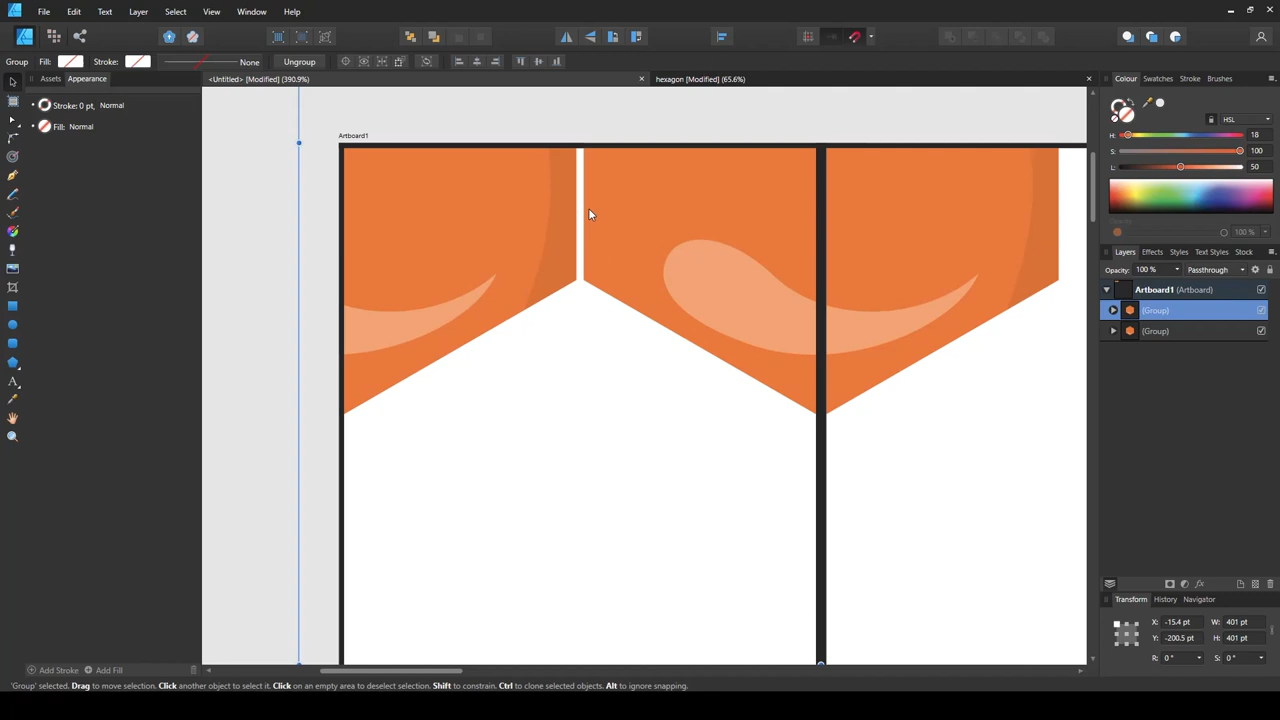 File Edit Text Layer Select View Window Help
Group Fill: Stroke: None Ungroup
Assets Appearance
<Untitled> [Modified] (390.9%)
hexagon [Modified] (65.6%)
Stroke: 0 pt, Normal
Fill: Normal
Artboard1
Colour Swatches Stroke Brushes
HSL
H: 18
S: 100
L: 50
Opacity
100 %
Layers Effects Styles Text Styles Stock
Opacity: 100 % Passthrough
Artboard1 (Artboard)
(Group)
(Group)
Transform History Navigator
X: -15.4 pt W: 401 pt
Y: -200.5 pt H: 401 pt
R: 0 ° S: 0 °
Add Stroke Add Fill
'Group' selected. Drag to move selection. Click another object to select it. Click on an empty area to deselect selection. Shift to constrain. Ctrl to clone selected objects. Alt to ignore snapping.